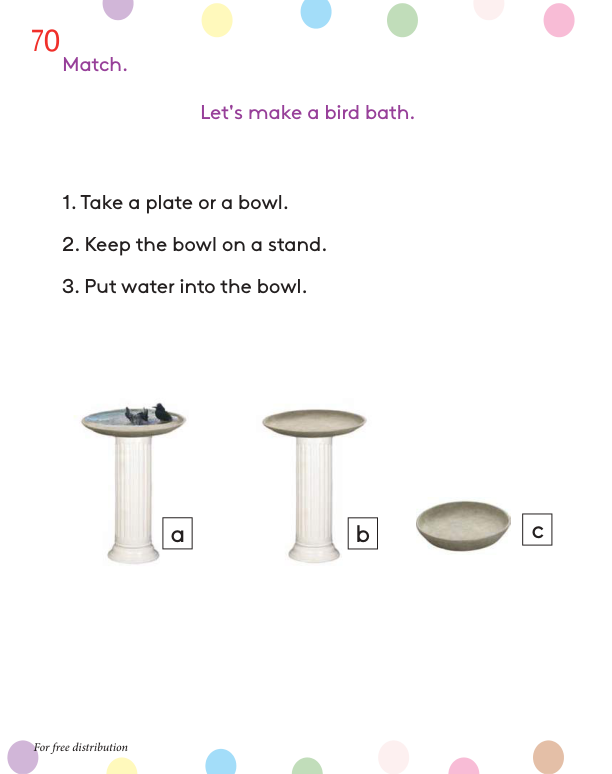 70
Match.
Let's make a bird bath.
1. Take a plate or a bowl.
2. Keep the bowl on a stand.
3. Put water into the bowl.
a
b
c
For free distribution